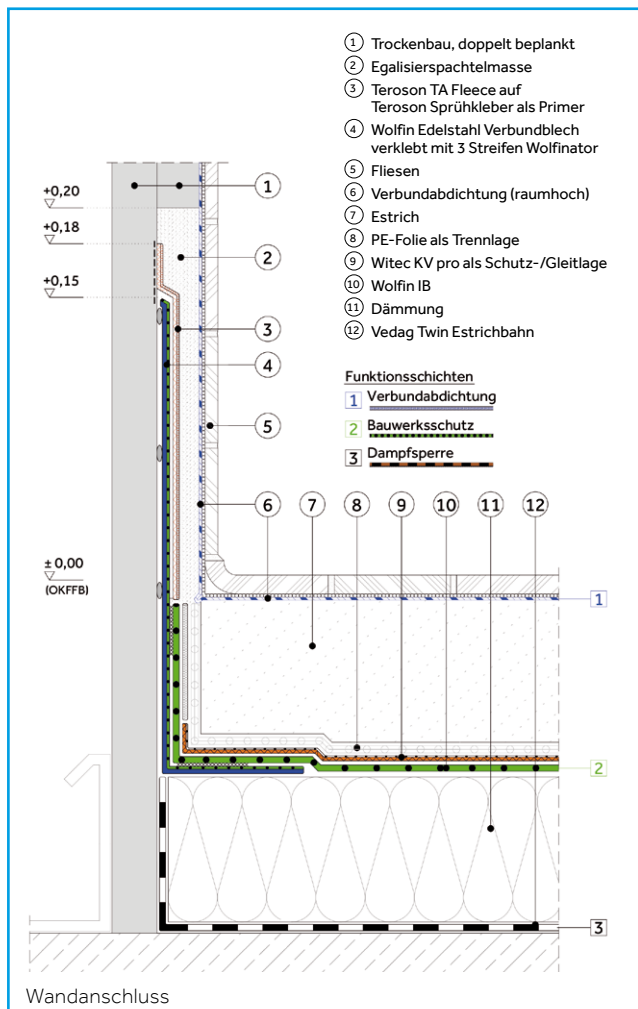 ① Trockenbau, doppelt beplankt
② Egalisierspachtelmasse
③ Teroson TA Fleece auf
Teroson Sprühkleber als Primer
④ Wolfin Edelstahl Verbundblech
verklebt mit 3 Streifen Wolfinator
⑤ Fliesen
⑥ Verbundabdichtung (raumhoch)
⑦ Estrich
⑧ PE-Folie als Trennlage
⑨ Witec KV pro als Schutz-/Gleitlage
⑩ Wolfin IB
⑪ Dämmung
⑫ Vedag Twin Estrichbahn
Funktionsschichten
1 Verbundabdichtung
2 Bauwerksschutz
3 Dampfsperre
+0,20
+0,18
+0,15
± 0,00
(OKFFB)
1
2
3
4
5
6 7 8 9 10 11 12
1
2
3
Wandanschluss